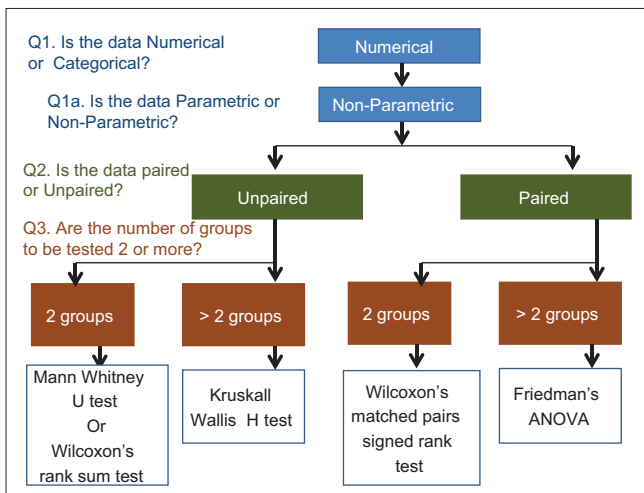 Q1. Is the data Numerical
or Categorical?
Numerical
Q1a. Is the data Parametric or
Non-Parametric?
Non-Parametric
Q2. Is the data paired
or Unpaired?
Unpaired
Paired
Q3. Are the number of groups
to be tested 2 or more?
2 groups
> 2 groups
2 groups
> 2 groups
Mann Whitney
U test
Or
Wilcoxon's
rank sum test
Kruskall
Wallis H test
Wilcoxon's
matched pairs
signed rank
test
Friedman's
ANOVA